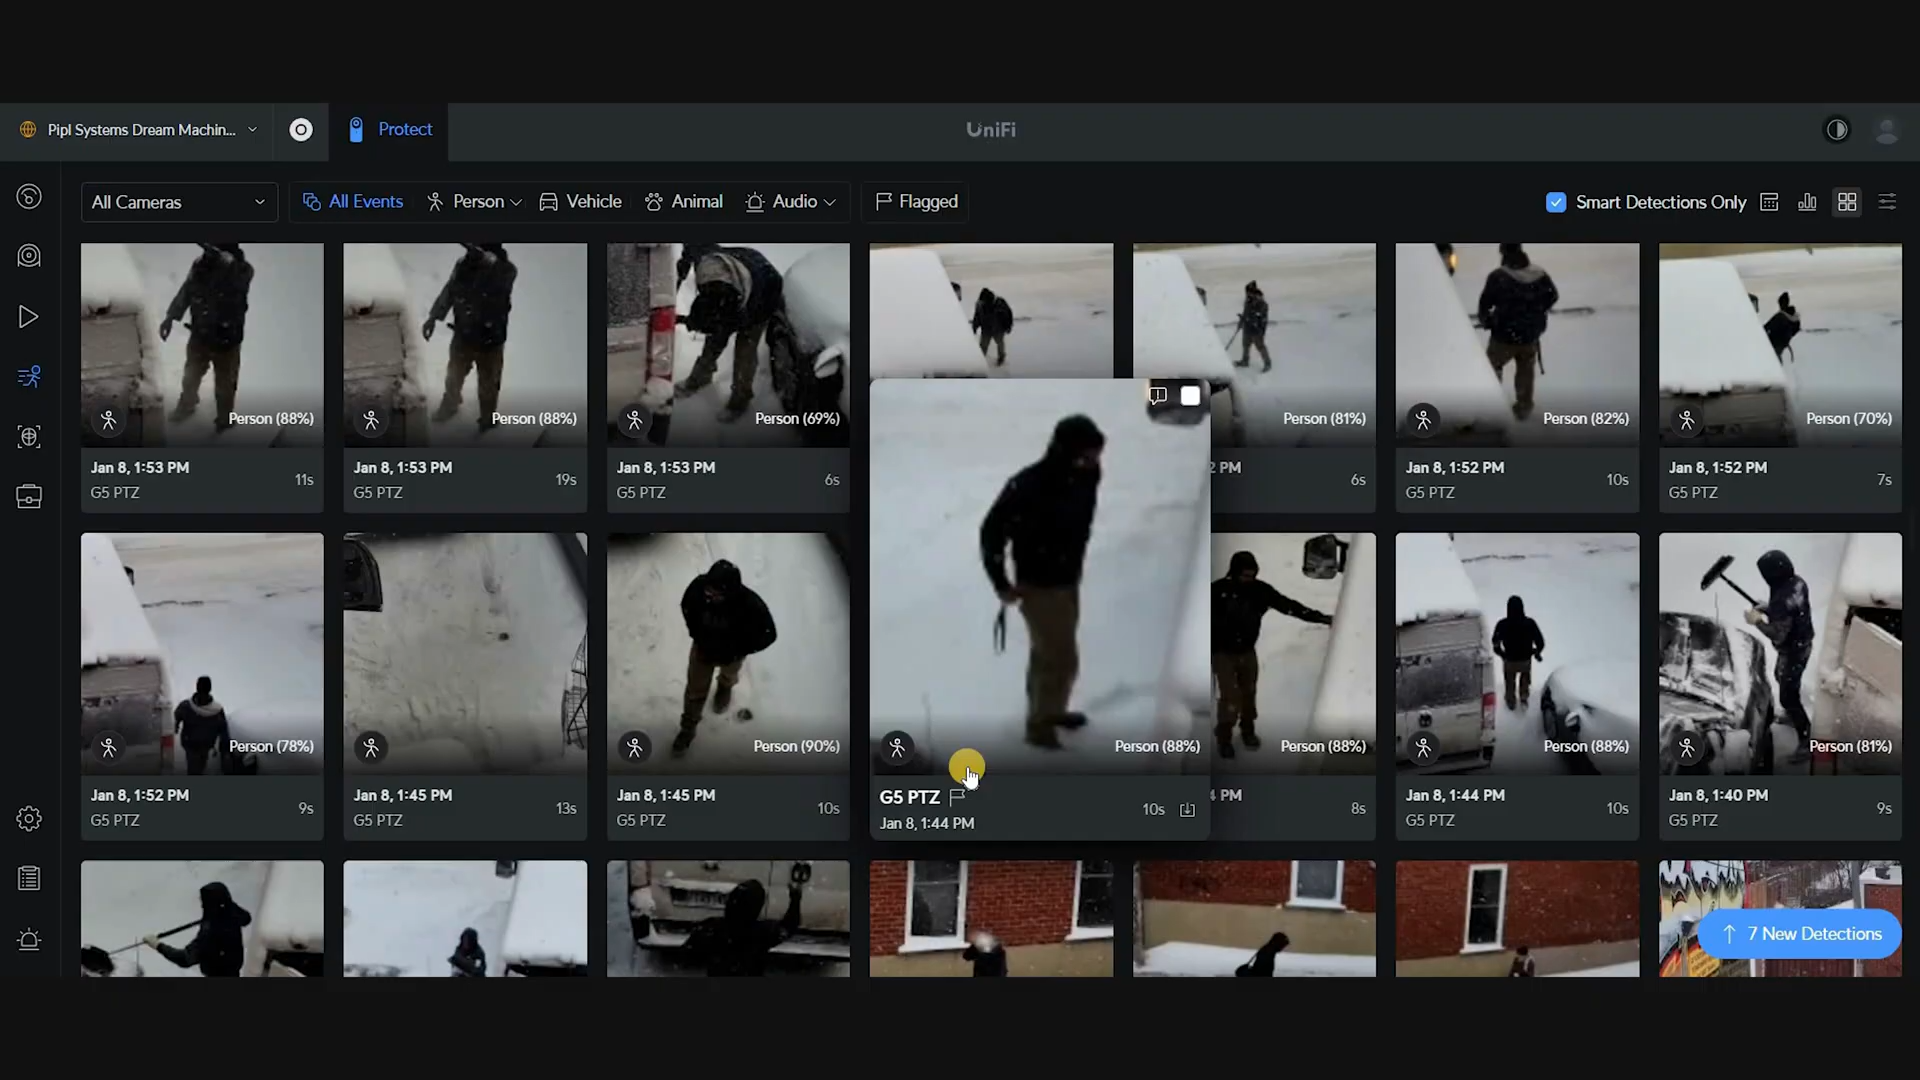 Pipl Systems Dream Machin...
Protect
UniFi
All Cameras
All Events
Person
Vehicle
Animal
Audio
Flagged
Smart Detections Only
Person (88%)
Person (88%)
Person (69%)
Person (81%)
Person (82%)
Person (70%)
Jan 8, 1:53 PM
11s
G5 PTZ
Jan 8, 1:53 PM
19s
G5 PTZ
Jan 8, 1:53 PM
6s
G5 PTZ
2 PM
6s
Jan 8, 1:52 PM
10s
G5 PTZ
Jan 8, 1:52 PM
7s
G5 PTZ
Person (78%)
Person (90%)
Person (88%)
Person (88%)
Person (88%)
Person (81%)
Jan 8, 1:52 PM
9s
G5 PTZ
Jan 8, 1:45 PM
13s
G5 PTZ
Jan 8, 1:45 PM
10s
G5 PTZ
G5 PTZ
10s
Jan 8, 1:44 PM
4 PM
8s
Jan 8, 1:44 PM
10s
G5 PTZ
Jan 8, 1:40 PM
9s
G5 PTZ
7 New Detections